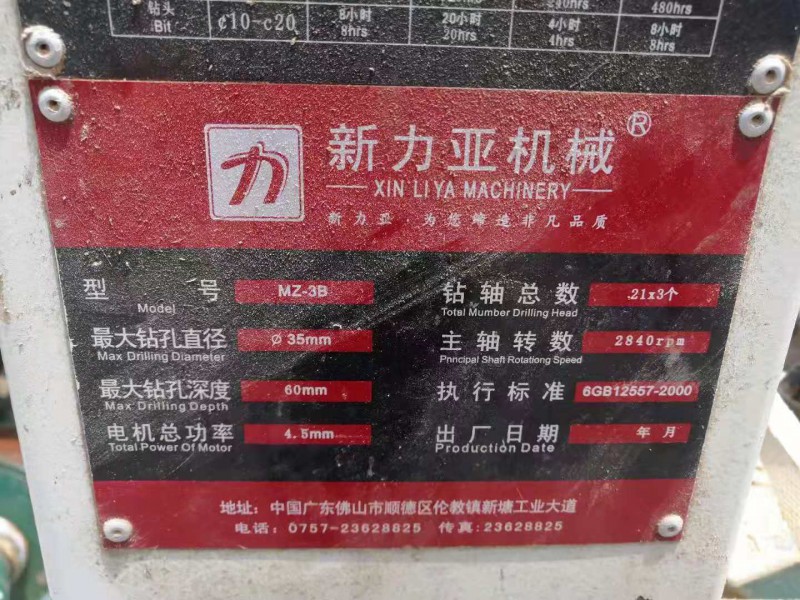 480hrs
钻头 8小时 20小时 4小时 8小时
:Bit ¢10-c20 8hrs 20hrs 4hrs 8hrs
力 新力亚机械®
XIN LIYA MACHINERY
新力亚,为您缔造非凡品质
型 号 MZ-3B 钻轴总数 21x3个
Model Total Mumber Drilling Head
最大钻孔直径 Ø 35mm 主轴转数 2840rpm
Max Drilling Diameter Pnncipal Shaft Rotationg Speed
最大钻孔深度 60mm 执行标准 6GB12557-2000
Max Drilling Depth
电机总功率 4.5mm 出厂日期 年 月
Total Power Of Motor Production Date
地址: 中国广东佛山市顺德区伦教镇新塘工业大道
电话: 0757-23628825 传真:23628825